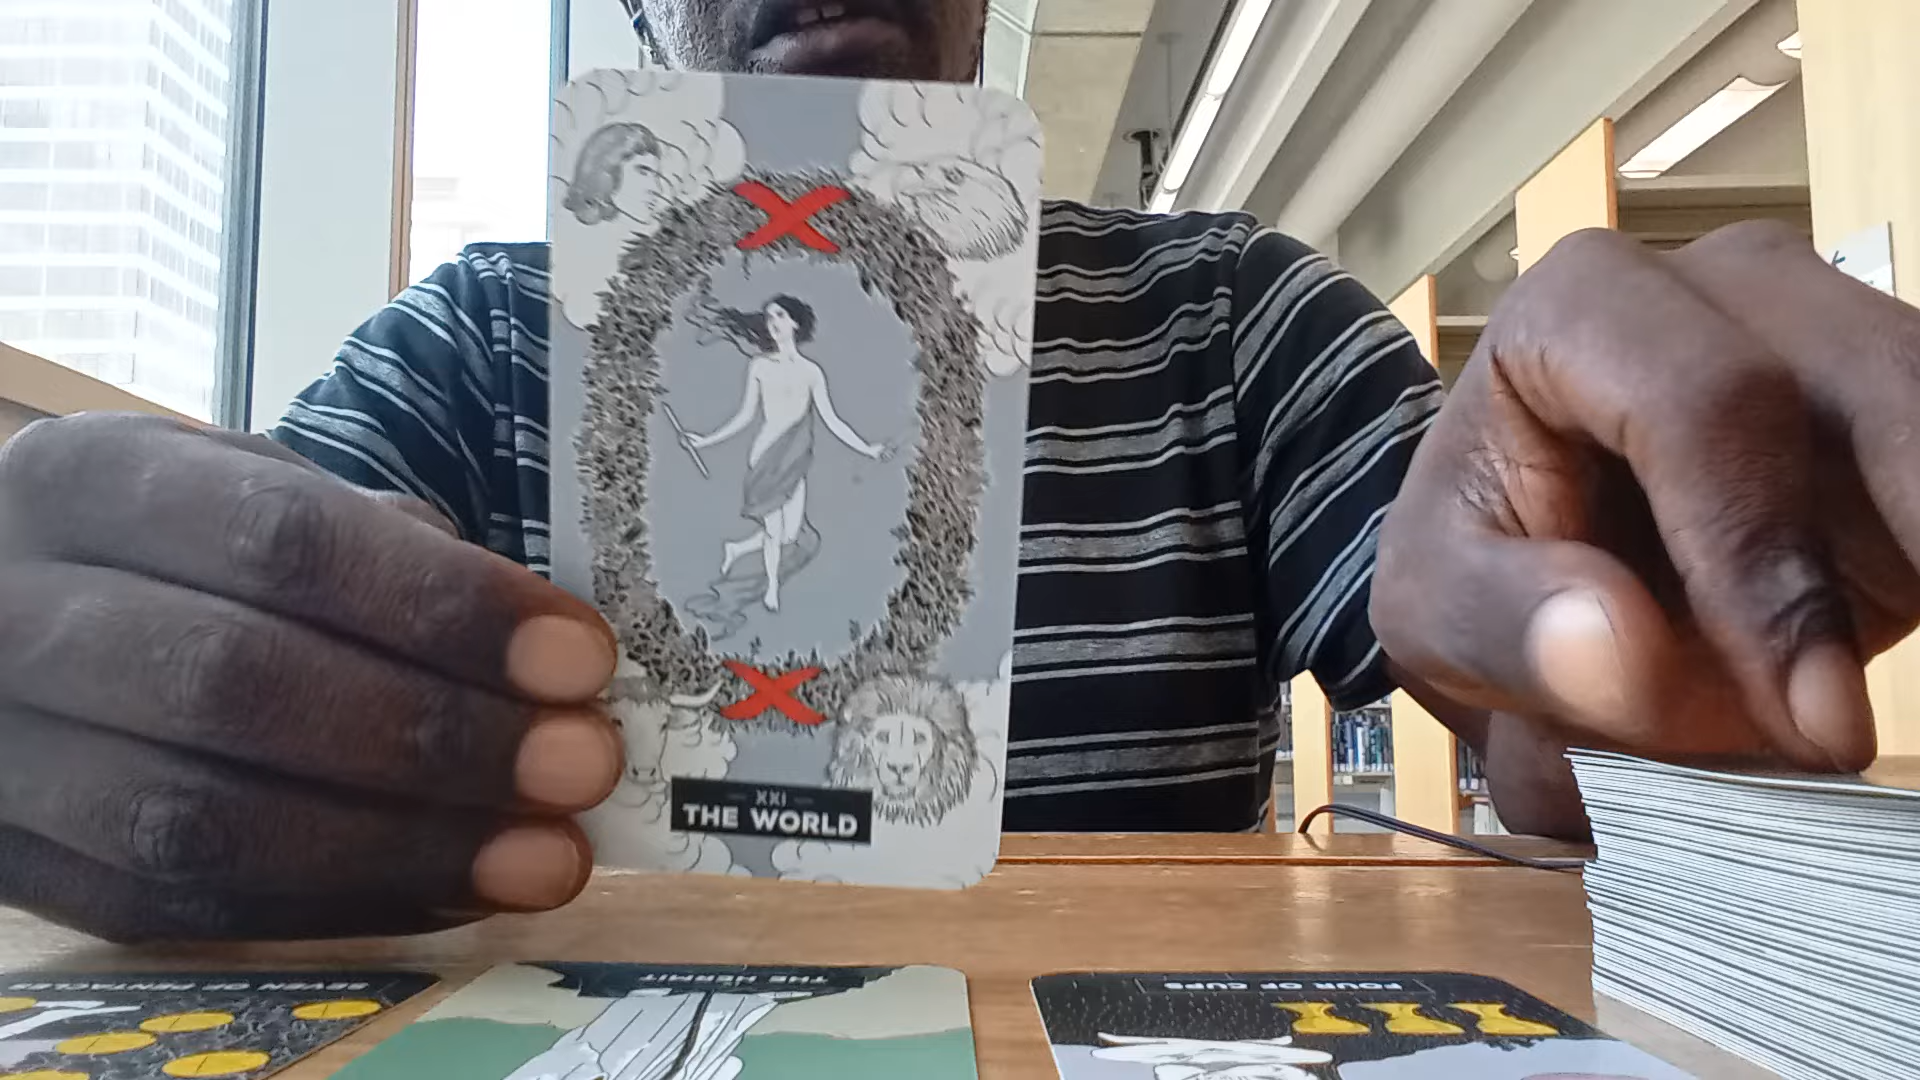 XXI
THE WORLD
SEVEN OF PENTACLES
THE HERMIT
FOUR OF CUPS